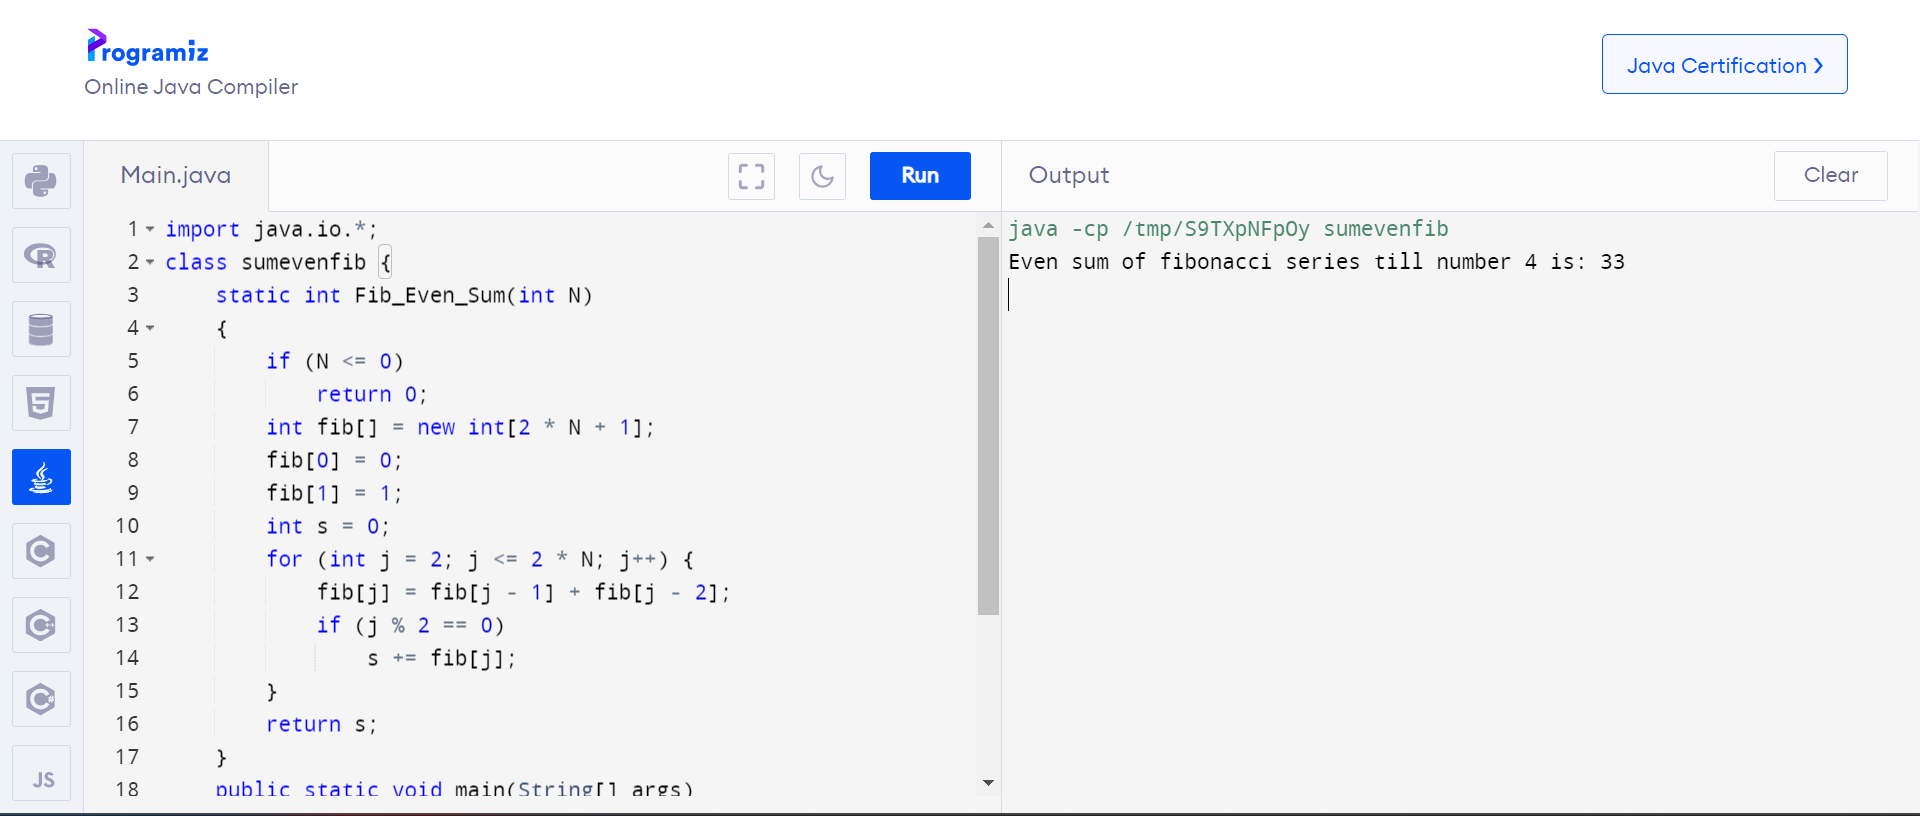 Programiz
Online Java Compiler
Java Certification ❯
Main.java
Run
Output
Clear
1 import java.io.*;
2 class sumevenfib {
3     static int Fib_Even_Sum(int N)
4     {
5         if (N <= 0)
6             return 0;
7         int fib[] = new int[2 * N + 1];
8         fib[0] = 0;
9         fib[1] = 1;
10         int s = 0;
11         for (int j = 2; j <= 2 * N; j++) {
12             fib[j] = fib[j - 1] + fib[j - 2];
13             if (j % 2 == 0)
14                 s += fib[j];
15         }
16         return s;
17     }
18     public static void main(String[] args)
java -cp /tmp/S9TXpNFpOy sumevenfib
Even sum of fibonacci series till number 4 is: 33
R
5
C
C
C#
JS